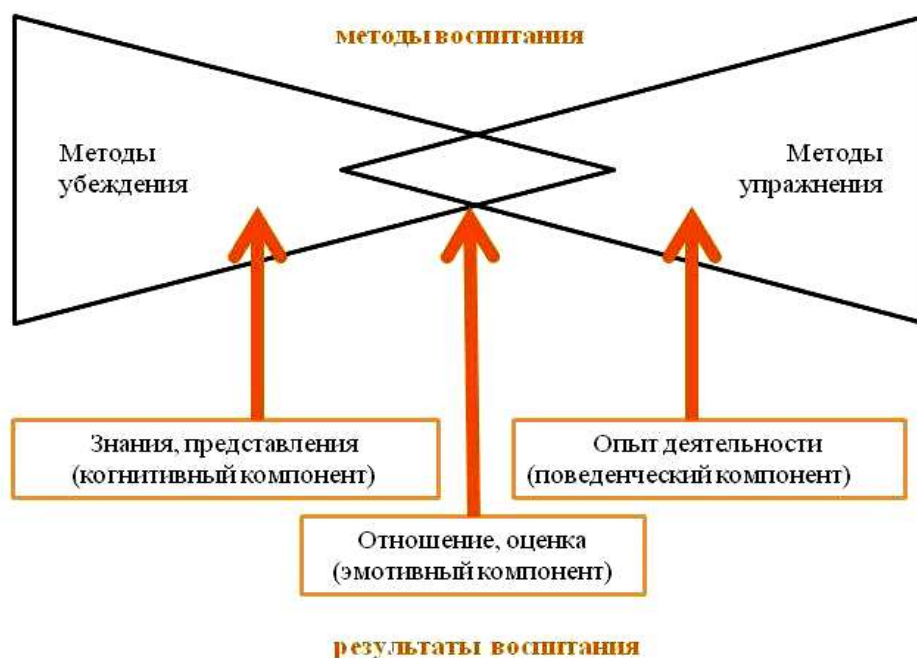 методы воспитания
Методы
убеждения
Методы
упражнения
Знания, представления
(когнитивный компонент)
Опыт деятельности
(поведенческий компонент)
Отношение, оценка
(эмотивный компонент)
результаты воспитания